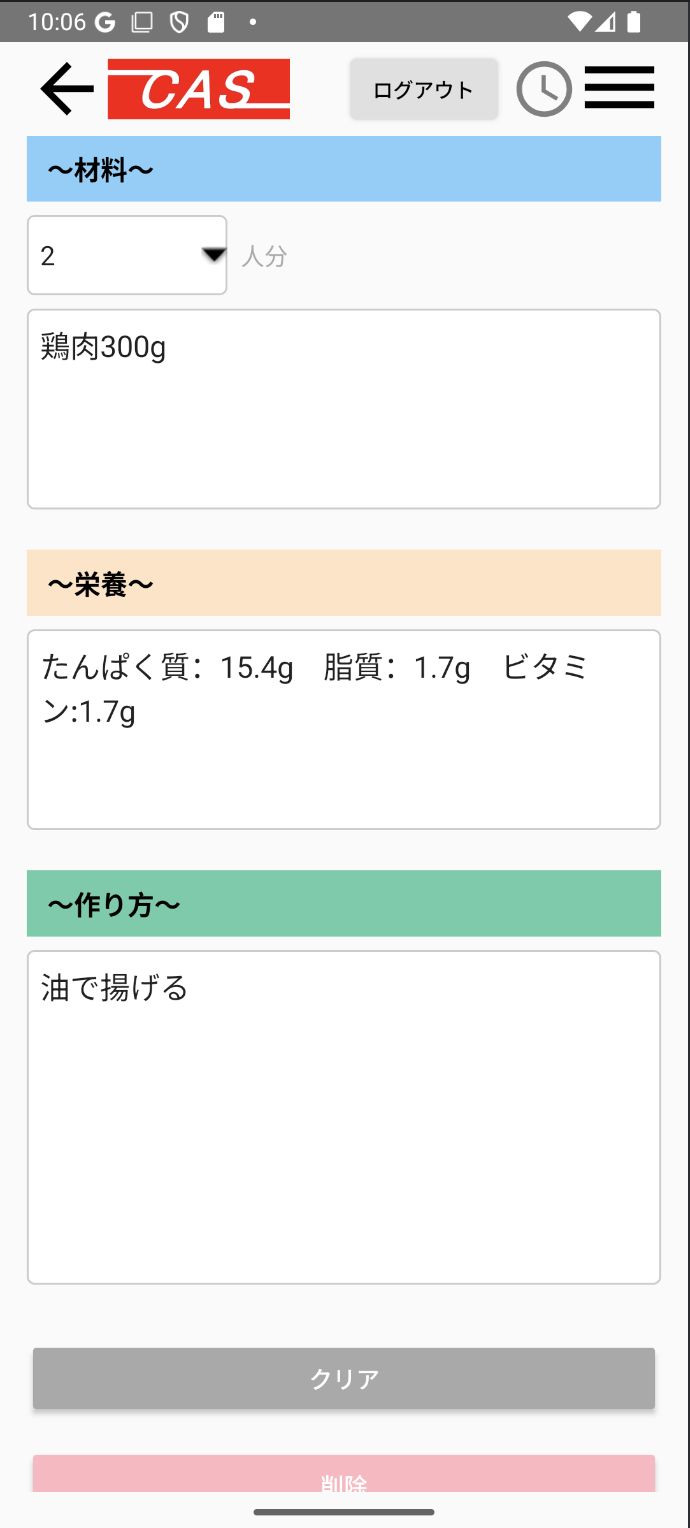 10:06
CAS
ログアウト
～材料～
2
人分
鶏肉300g
～栄養～
たんぱく質：15.4g　脂質：1.7g　ビタミ
ン:1.7g
～作り方～
油で揚げる
クリア
削除